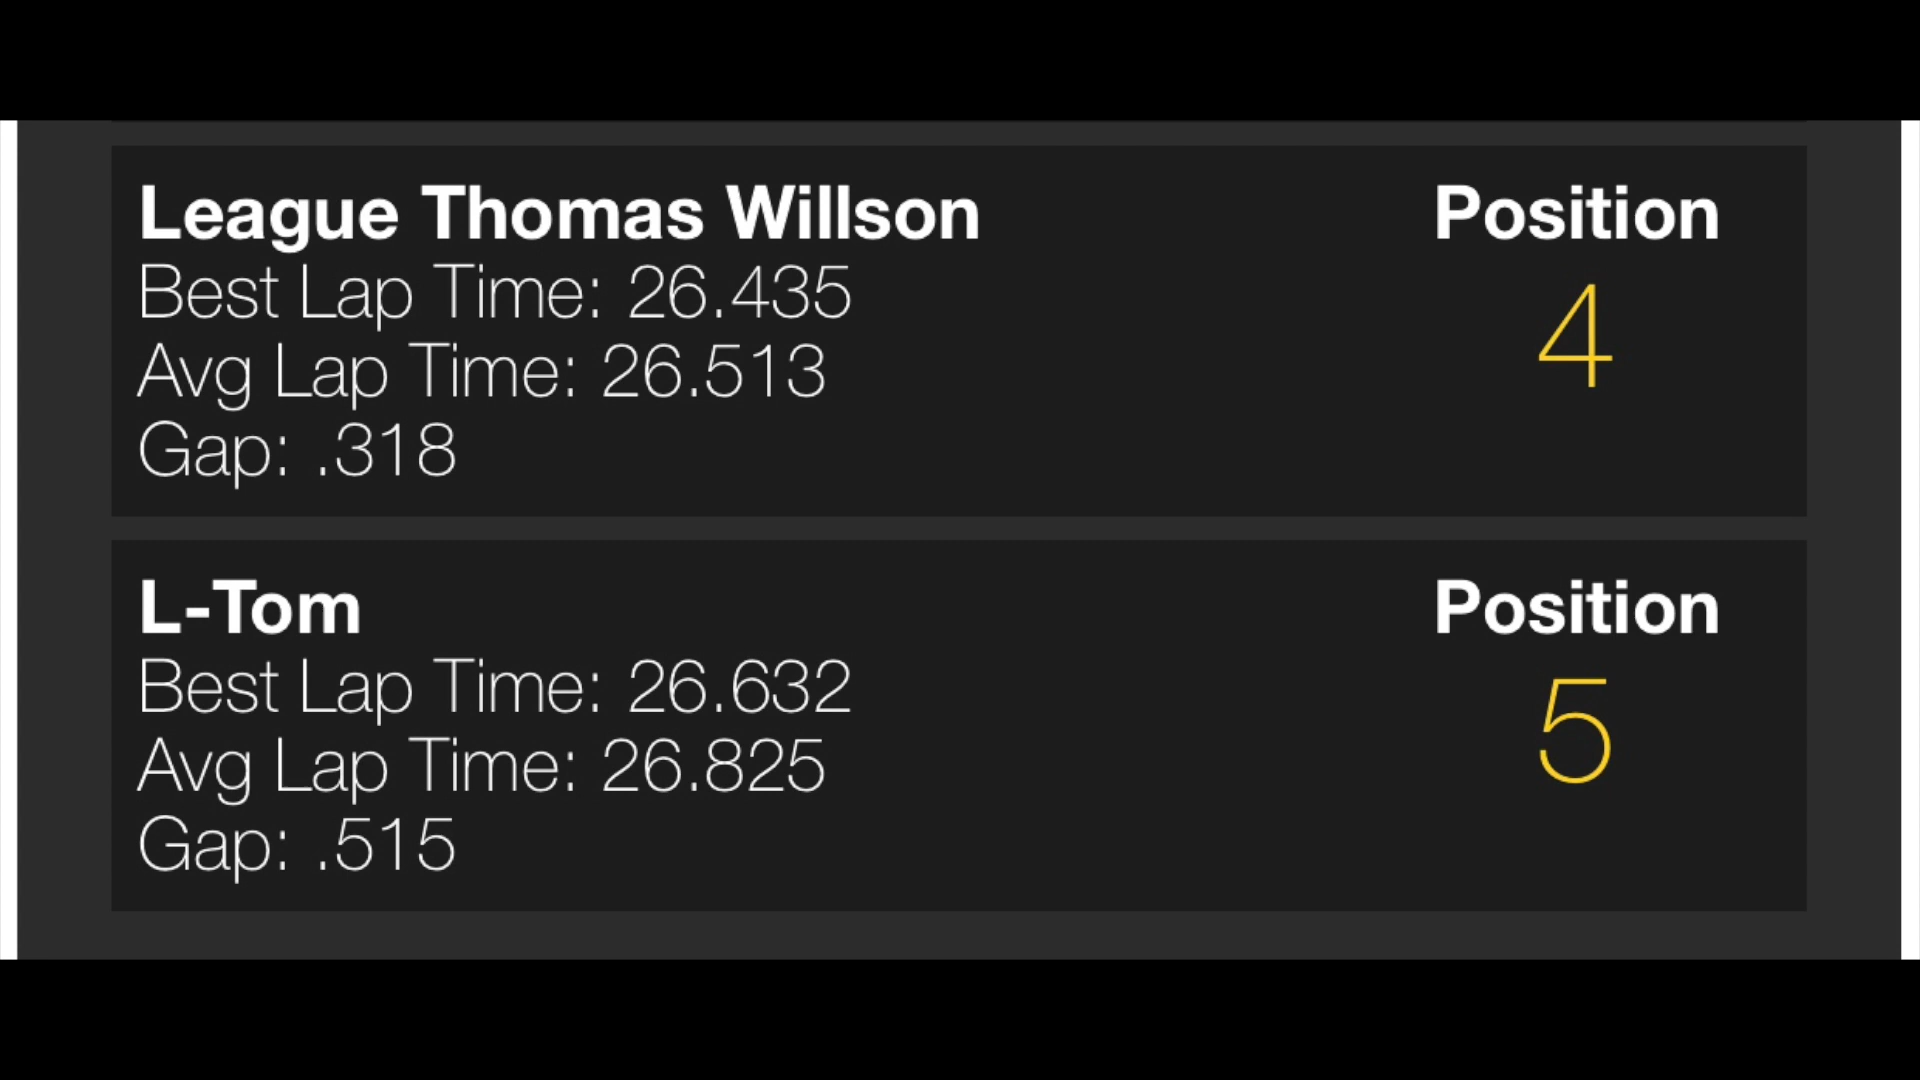 League Thomas Willson
Best Lap Time: 26.435
Avg Lap Time: 26.513
Gap: .318
Position
4
L-Tom
Best Lap Time: 26.632
Avg Lap Time: 26.825
Gap: .515
Position
5